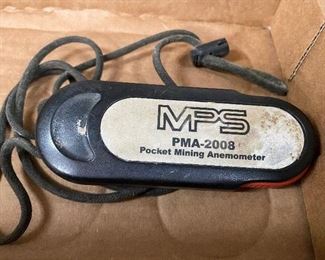 MPS
PMA-2008
Pocket Mining Anemometer